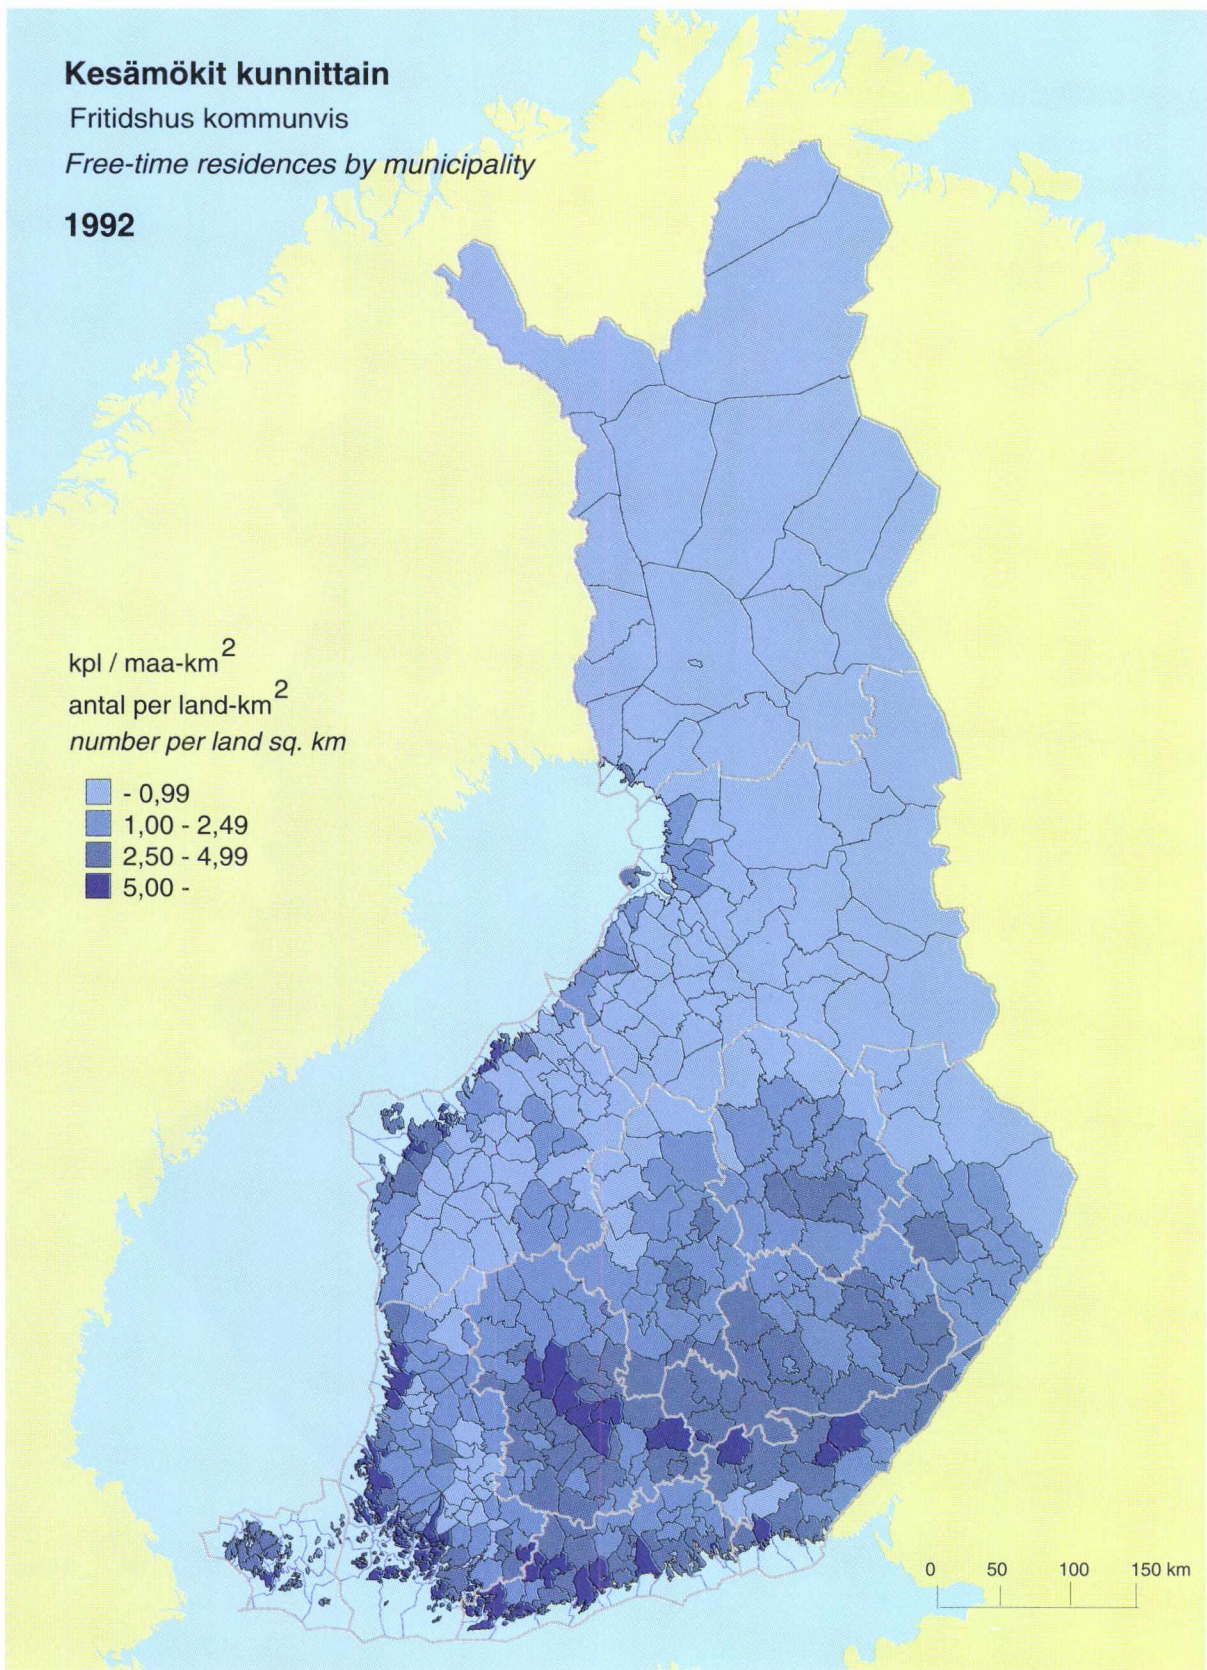 Kesämökit kunnittain
Fritidshus kommunvis
Free-time residences by municipality
1992
kpl / maa-km²
antal per land-km²
number per land sq. km
- 0,99
1,00 - 2,49
2,50 - 4,99
5,00 -
0 50 100 150 km